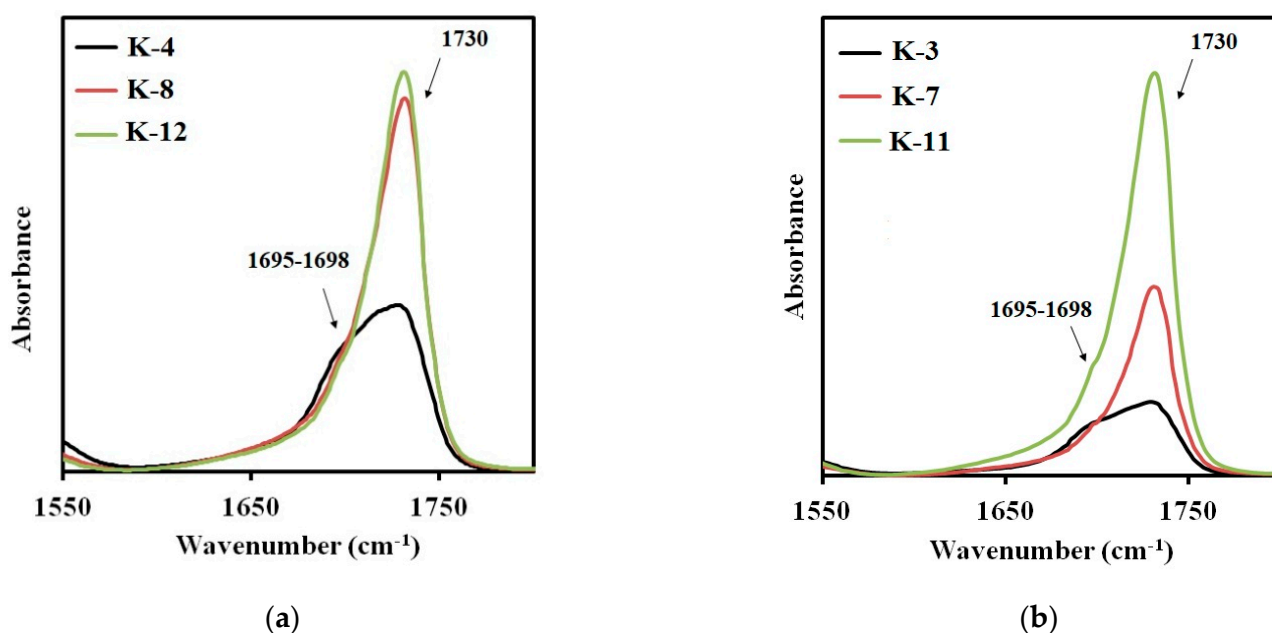 K-4
K-8
K-12
1730
1695-1698
Absorbance
1550
1650
1750
Wavenumber (cm⁻¹)
(a)
K-3
K-7
K-11
1730
1695-1698
Absorbance
1550
1650
1750
Wavenumber (cm⁻¹)
(b)